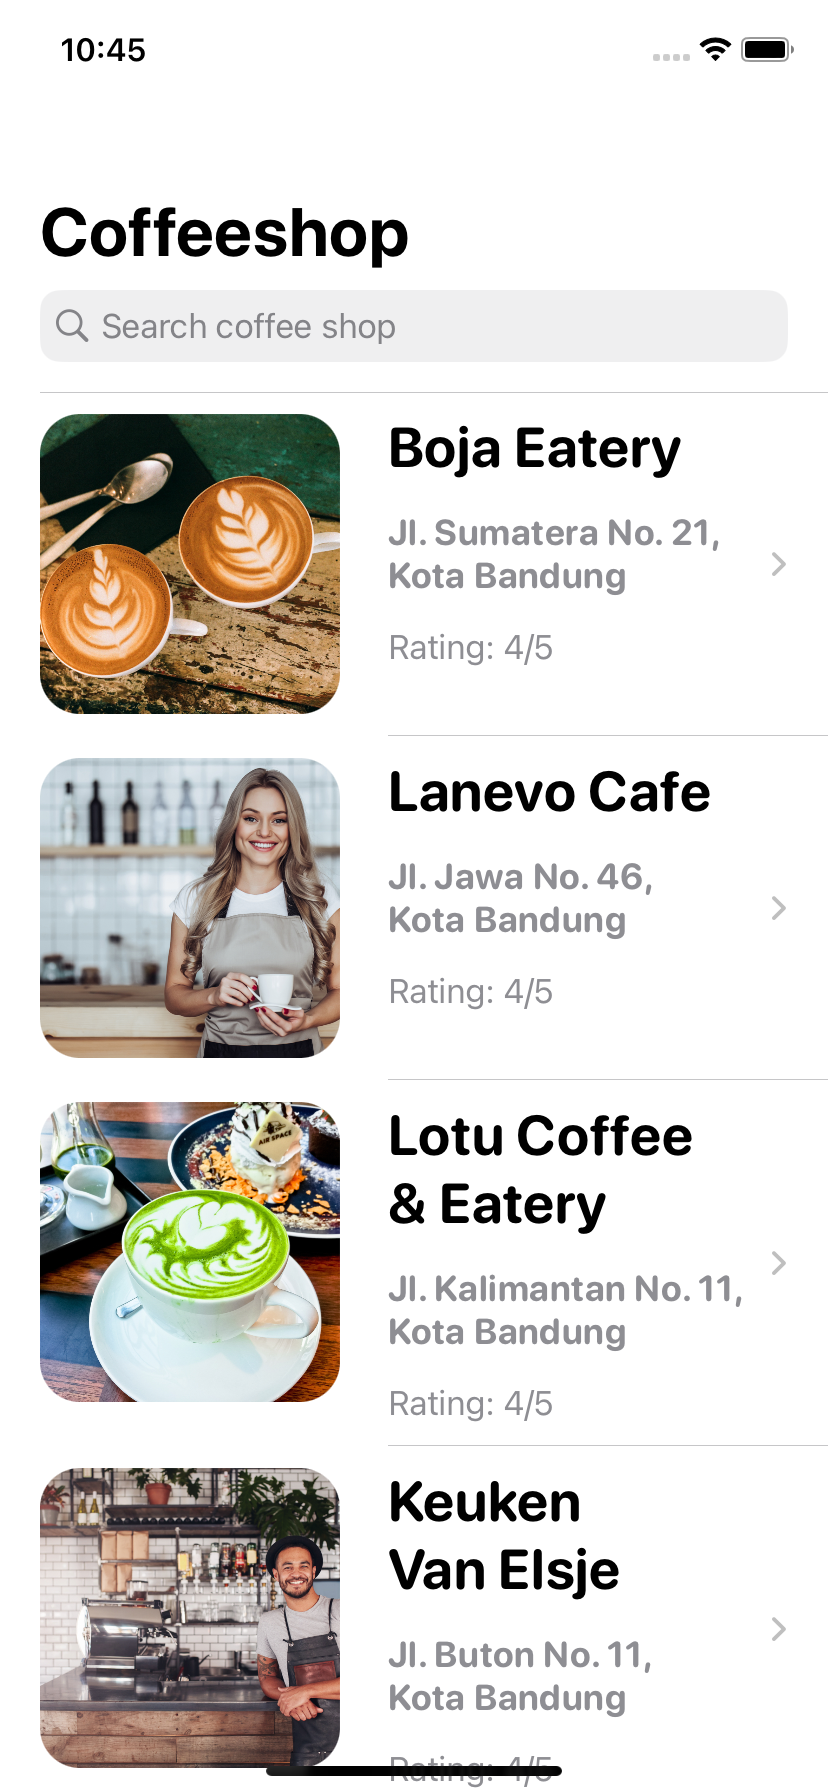 10:45
Coffeeshop
Search coffee shop
Boja Eatery
Jl. Sumatera No. 21,
Kota Bandung
Rating: 4/5
Lanevo Cafe
Jl. Jawa No. 46,
Kota Bandung
Rating: 4/5
AIR SPACE
Lotu Coffee
& Eatery
Jl. Kalimantan No. 11,
Kota Bandung
Rating: 4/5
Keuken
Van Elsje
Jl. Buton No. 11,
Kota Bandung
Rating: 4/5